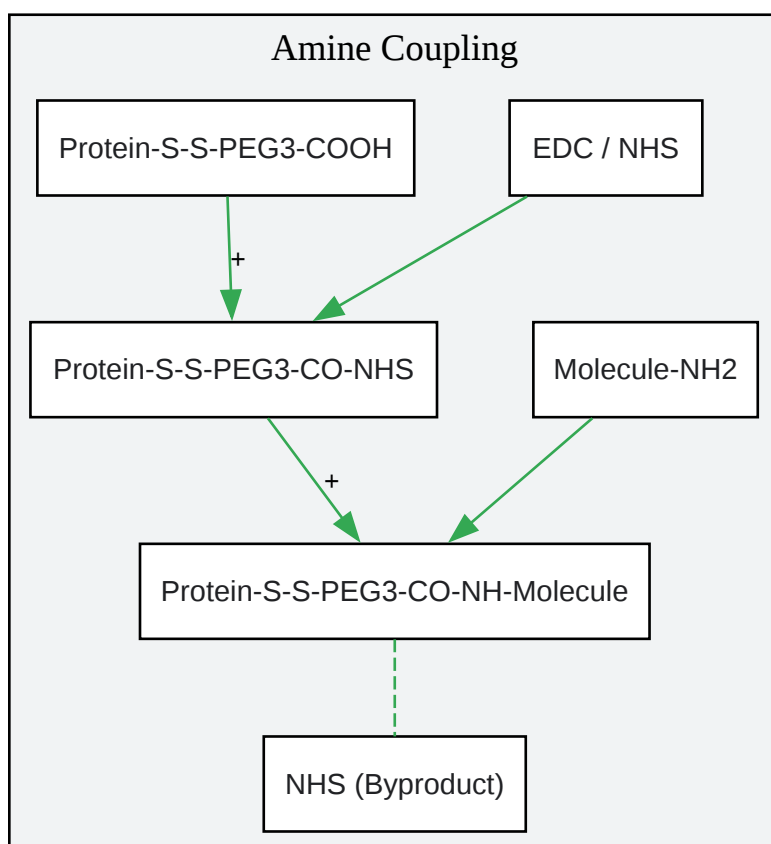 Amine Coupling
Protein-S-S-PEG3-COOH
EDC / NHS
+
Protein-S-S-PEG3-CO-NHS
Molecule-NH2
+
Protein-S-S-PEG3-CO-NH-Molecule
NHS (Byproduct)